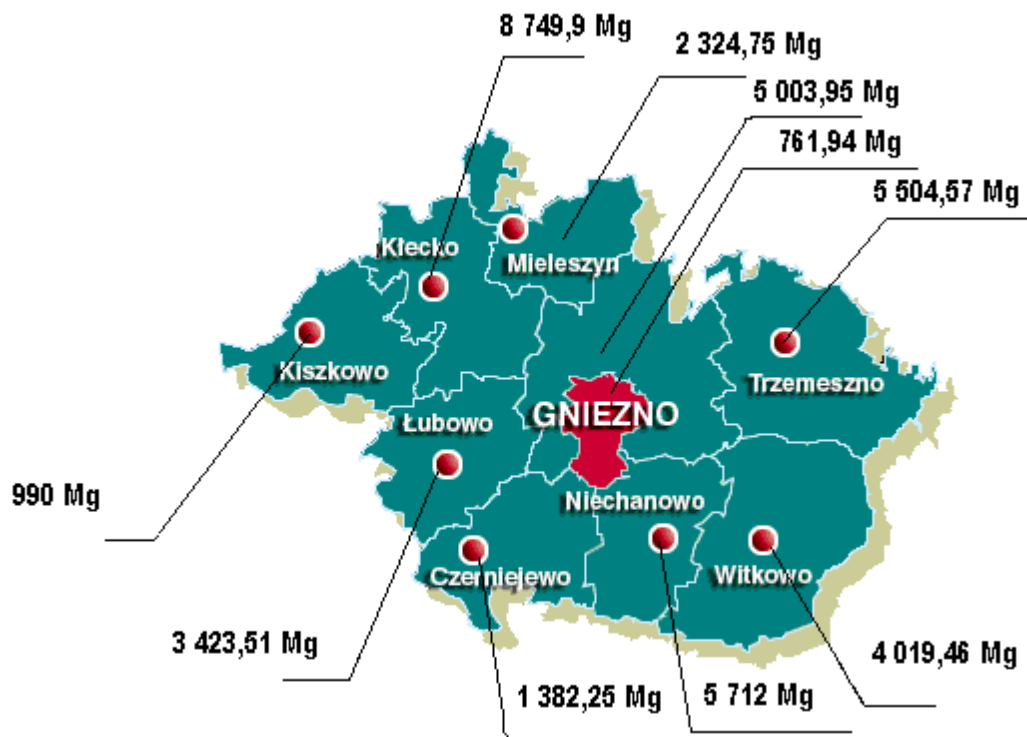 8 749,9 Mg
2 324,75 Mg
5 003,95 Mg
761,94 Mg
5 504,57 Mg
Kłecko
Mieleszyn
Kiszkowo
Trzemeszno
Łubowo
GNIEZNO
990 Mg
Niechanowo
Czerniejewo
Witkowo
3 423,51 Mg
1 382,25 Mg
5 712 Mg
4 019,46 Mg